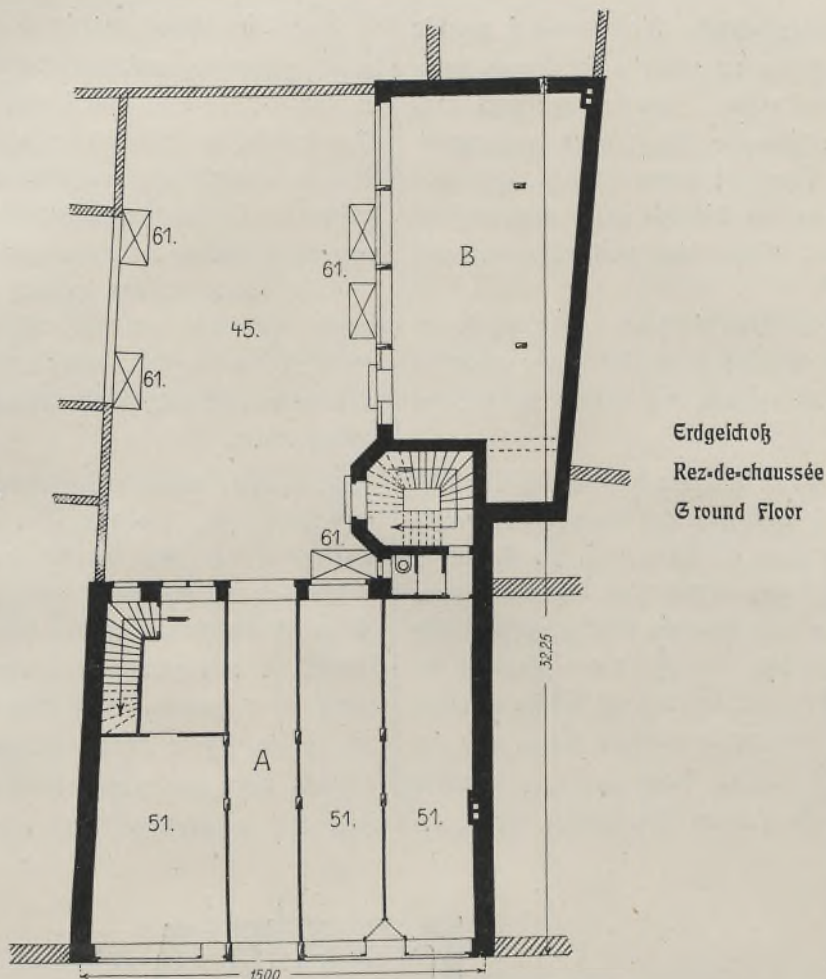 61.
61.
B
45.
61.
Erdgeſchoß
Rez-de-chaussée
Ground Floor
61.
32,25
A
51.
51.
51.
1500